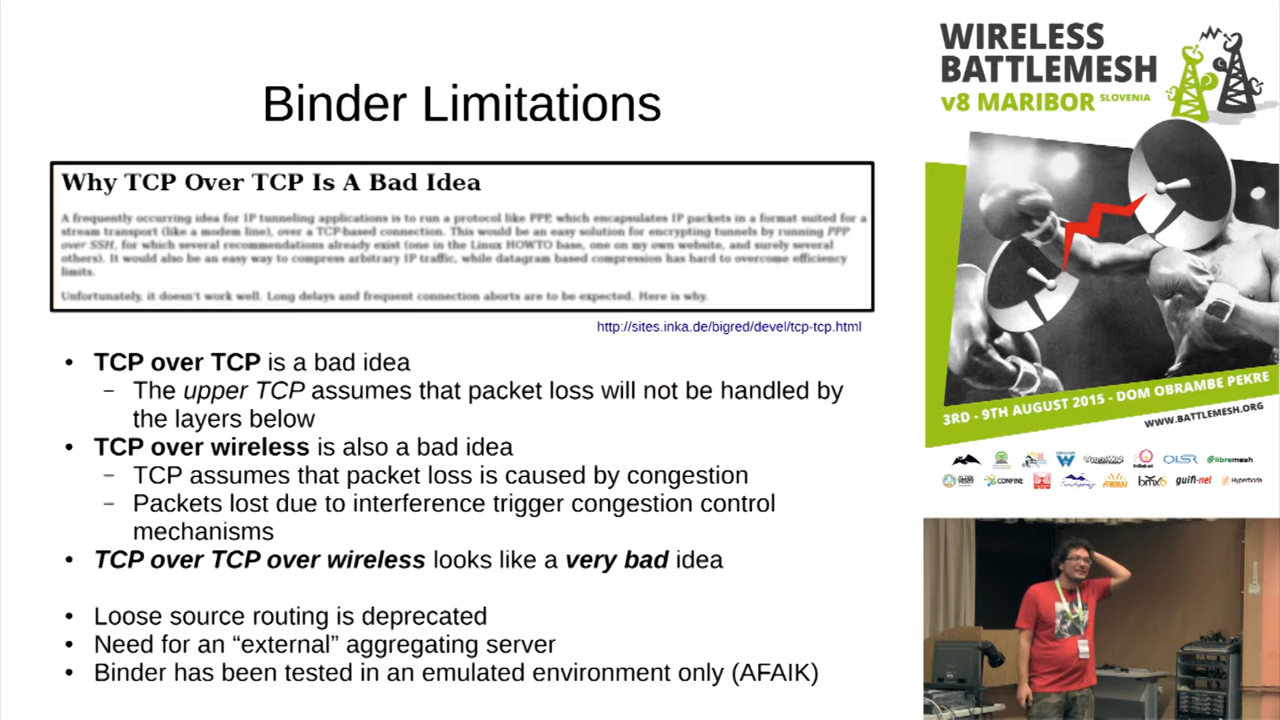 Binder Limitations
Why TCP Over TCP Is A Bad Idea
A frequently occurring idea for IP tunneling applications is to run a protocol like PPP, which encapsulates IP packets in a format suited for a
stream transport (like a modem line), over a TCP-based connection. This would be an easy solution for encrypting tunnels by running PPP
over SSH, for which several recommendations already exist (one in the Linux HOWTO base, one on my own website, and surely several
others). It would also be an easy way to compress arbitrary IP traffic, while datagram based compression has hard to overcome efficiency
limits.
Unfortunately, it doesn't work well. Long delays and frequent connection aborts are to be expected. Here is why.
http://sites.inka.de/bigred/devel/tcp-tcp.html
• TCP over TCP is a bad idea
– The upper TCP assumes that packet loss will not be handled by
the layers below
• TCP over wireless is also a bad idea
– TCP assumes that packet loss is caused by congestion
– Packets lost due to interference trigger congestion control
mechanisms
• TCP over TCP over wireless looks like a very bad idea
• Loose source routing is deprecated
• Need for an “external” aggregating server
• Binder has been tested in an emulated environment only (AFAIK)
WIRELESS
BATTLEMESH
v8 MARIBOR SLOVENIA
3RD - 9TH AUGUST 2015 - DOM OBRAMBE PEKRE
WWW.BATTLEMESH.ORG
OLSR libremesh
CONFINE bmx6 guifi·net Hyperboria